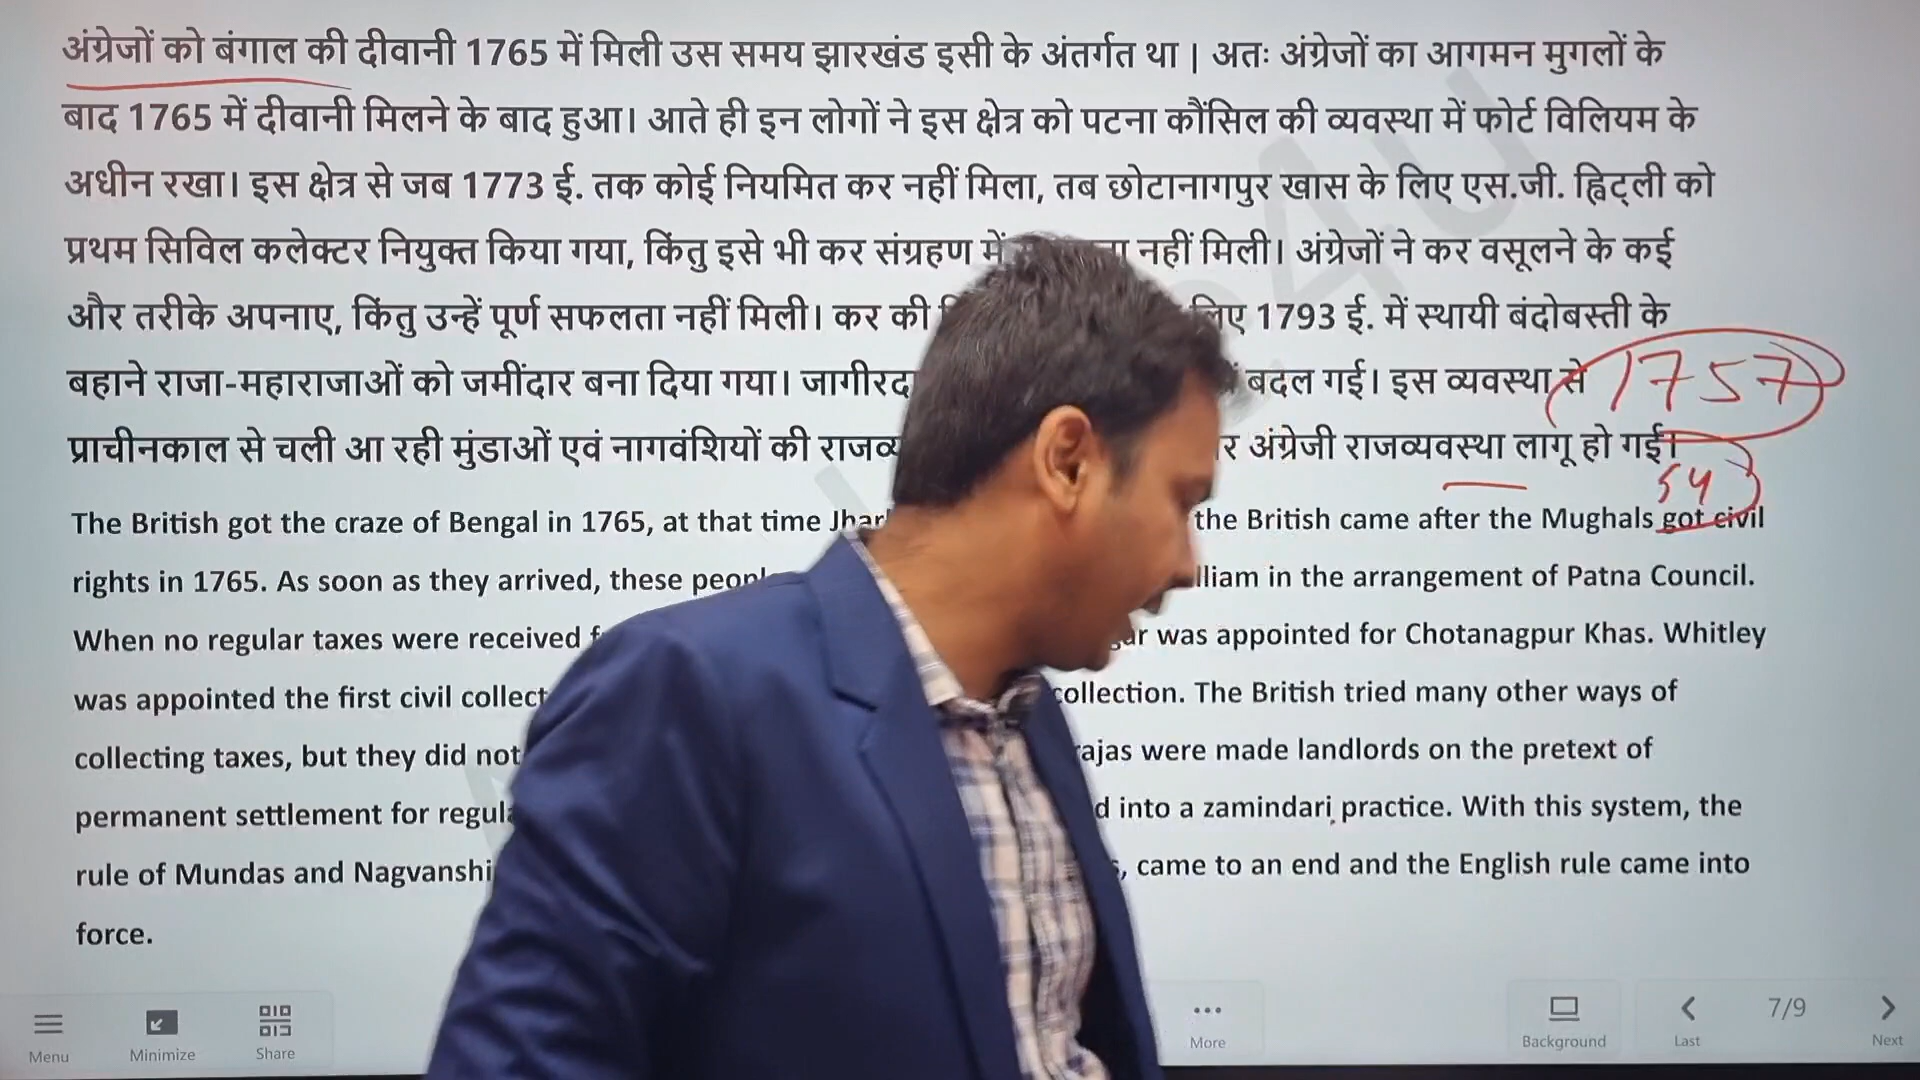 अंग्रेजों को बंगाल की दीवानी 1765 में मिली उस समय झारखंड इसी के अंतर्गत था | अतः अंग्रेजों का आगमन मुगलों के
बाद 1765 में दीवानी मिलने के बाद हुआ। आते ही इन लोगों ने इस क्षेत्र को पटना कौंसिल की व्यवस्था में फोर्ट विलियम के
अधीन रखा। इस क्षेत्र से जब 1773 ई. तक कोई नियमित कर नहीं मिला, तब छोटानागपुर खास के लिए एस.जी. ह्विट्ली को
प्रथम सिविल कलेक्टर नियुक्त किया गया, किंतु इसे भी कर संग्रहण में नहीं मिली। अंग्रेजों ने कर वसूलने के कई
और तरीके अपनाए, किंतु उन्हें पूर्ण सफलता नहीं मिली। कर की लिए 1793 ई. में स्थायी बंदोबस्ती के
बहाने राजा-महाराजाओं को जमींदार बना दिया गया। बदल गई। इस व्यवस्था से 1757
प्राचीनकाल से चली आ रही मुंडाओं एवं नागवंशियों की अंग्रेजी राजव्यवस्था लागू हो गई।
54
The British got the craze of Bengal in 1765, at that time the British came after the Mughals got civil
rights in 1765. As soon as they arrived, these in the arrangement of Patna Council.
When no regular taxes were received was appointed for Chotanagpur Khas. Whitley
was appointed the first civil collection. The British tried many other ways of
collecting taxes, but they did not were made landlords on the pretext of
permanent settlement for into a zamindari practice. With this system, the
rule of Mundas and came to an end and the English rule came into
force.
Menu
Minimize
Share
More
Background
Last
7/9
Next